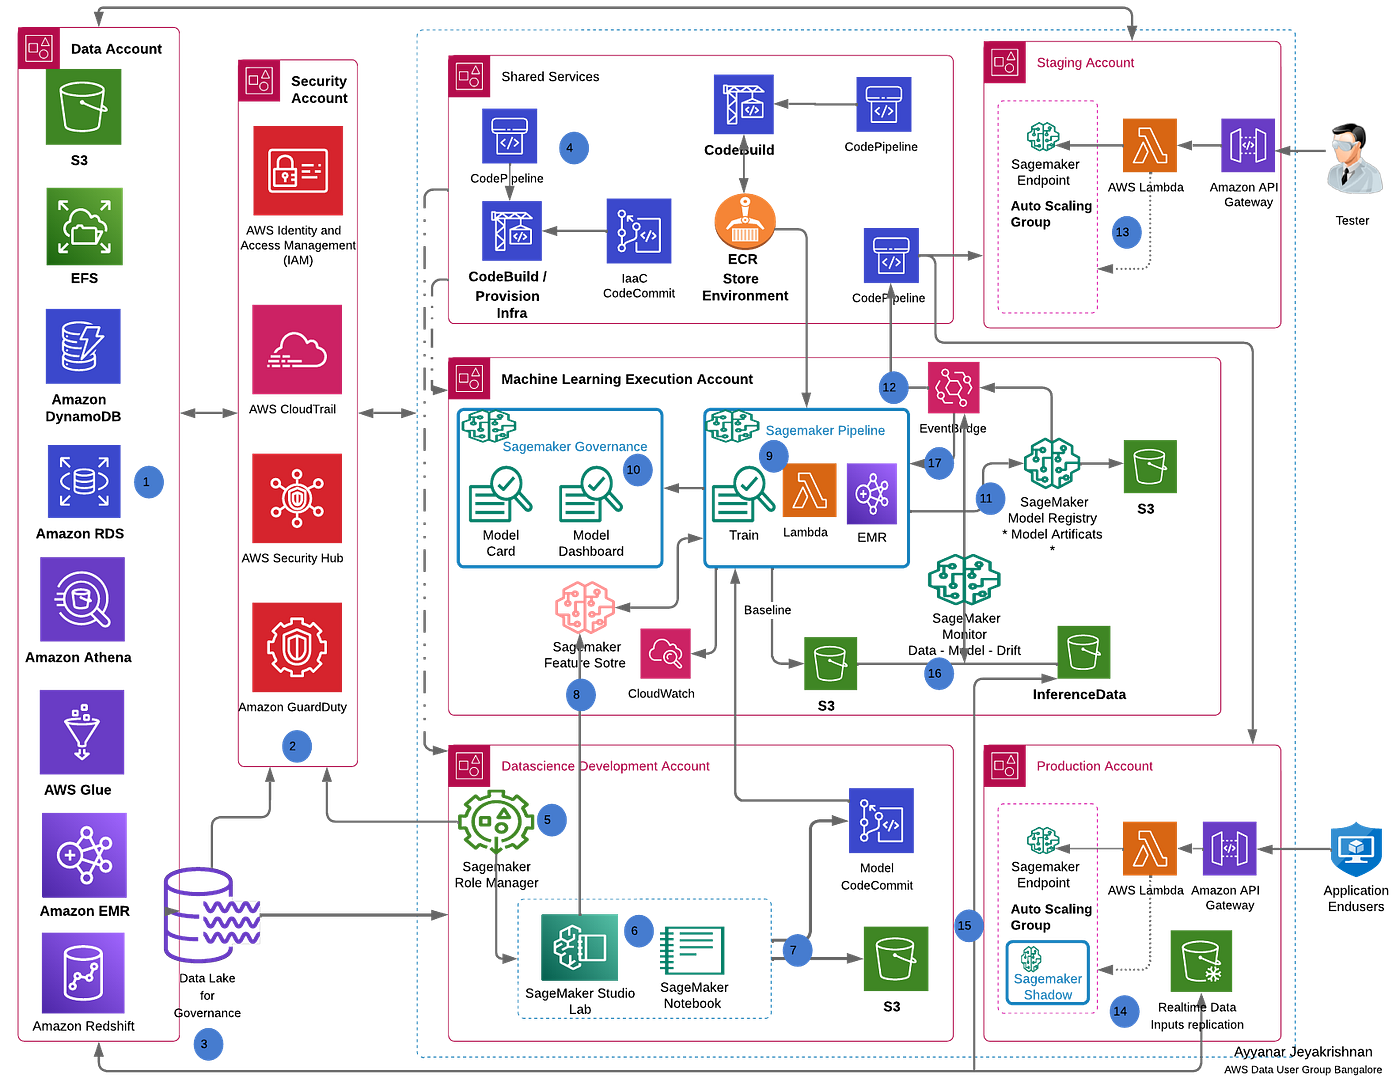 Data Account
S3
EFS
Amazon
DynamoDB
Amazon RDS
1
Amazon Athena
AWS Glue
Amazon EMR
Amazon Redshift
Security
Account
AWS Identity and
Access Management
(IAM)
AWS CloudTrail
AWS Security Hub
Amazon GuardDuty
2
Data Lake
for
Governance
3
Shared Services
CodePipeline
4
CodeBuild /
Provision
Infra
IaaC
CodeCommit
CodeBuild
CodePipeline
ECR
Store
Environment
CodePipeline
Staging Account
Sagemaker
Endpoint
AWS Lambda
Amazon API
Gateway
Auto Scaling
Group
13
Tester
Machine Learning Execution Account
Sagemaker Governance
10
Model
Card
Model
Dashboard
Sagemaker Pipeline
9
Train
Lambda
EMR
12
EventBridge
17
11
SageMaker
Model Registry
* Model Artificats
*
S3
Sagemaker
Feature Sotre
8
CloudWatch
Baseline
S3
SageMaker
Monitor
Data - Model - Drift
16
InferenceData
Datascience Development Account
5
Sagemaker
Role Manager
Model
CodeCommit
6
SageMaker Studio
Lab
SageMaker
Notebook
7
S3
15
Production Account
Sagemaker
Endpoint
AWS Lambda
Amazon API
Gateway
Auto Scaling
Group
Sagemaker
Shadow
14
Realtime Data
Inputs replication
Application
Endusers
Ayyanar Jeyakrishnan
AWS Data User Group Bangalore